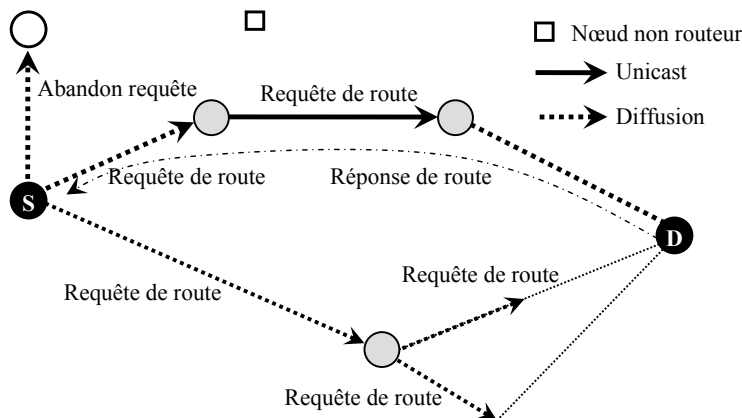 Nœud non routeur
Unicast
Diffusion
Abandon requête
Requête de route
Requête de route
Réponse de route
S
D
Requête de route
Requête de route
Requête de route